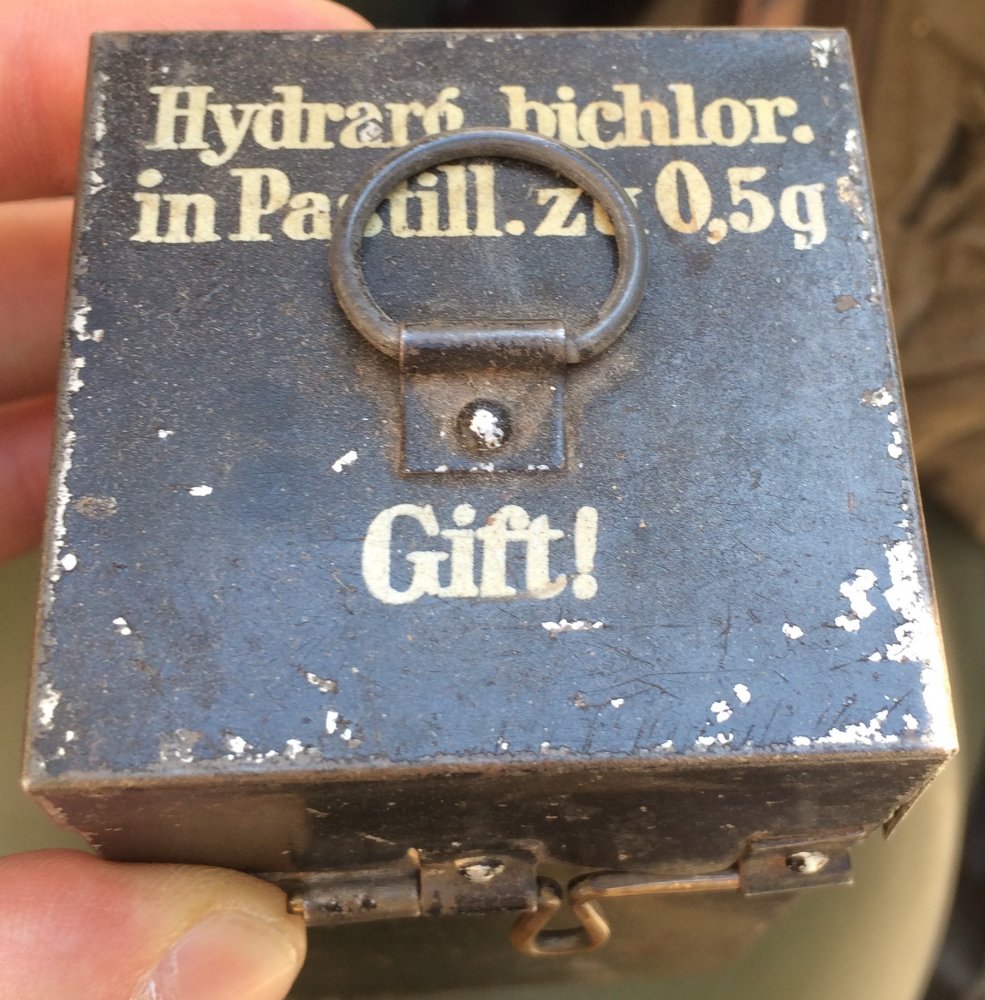 Hydrarg. bichlor.
in Pastill. zu 0,5g
Gift!